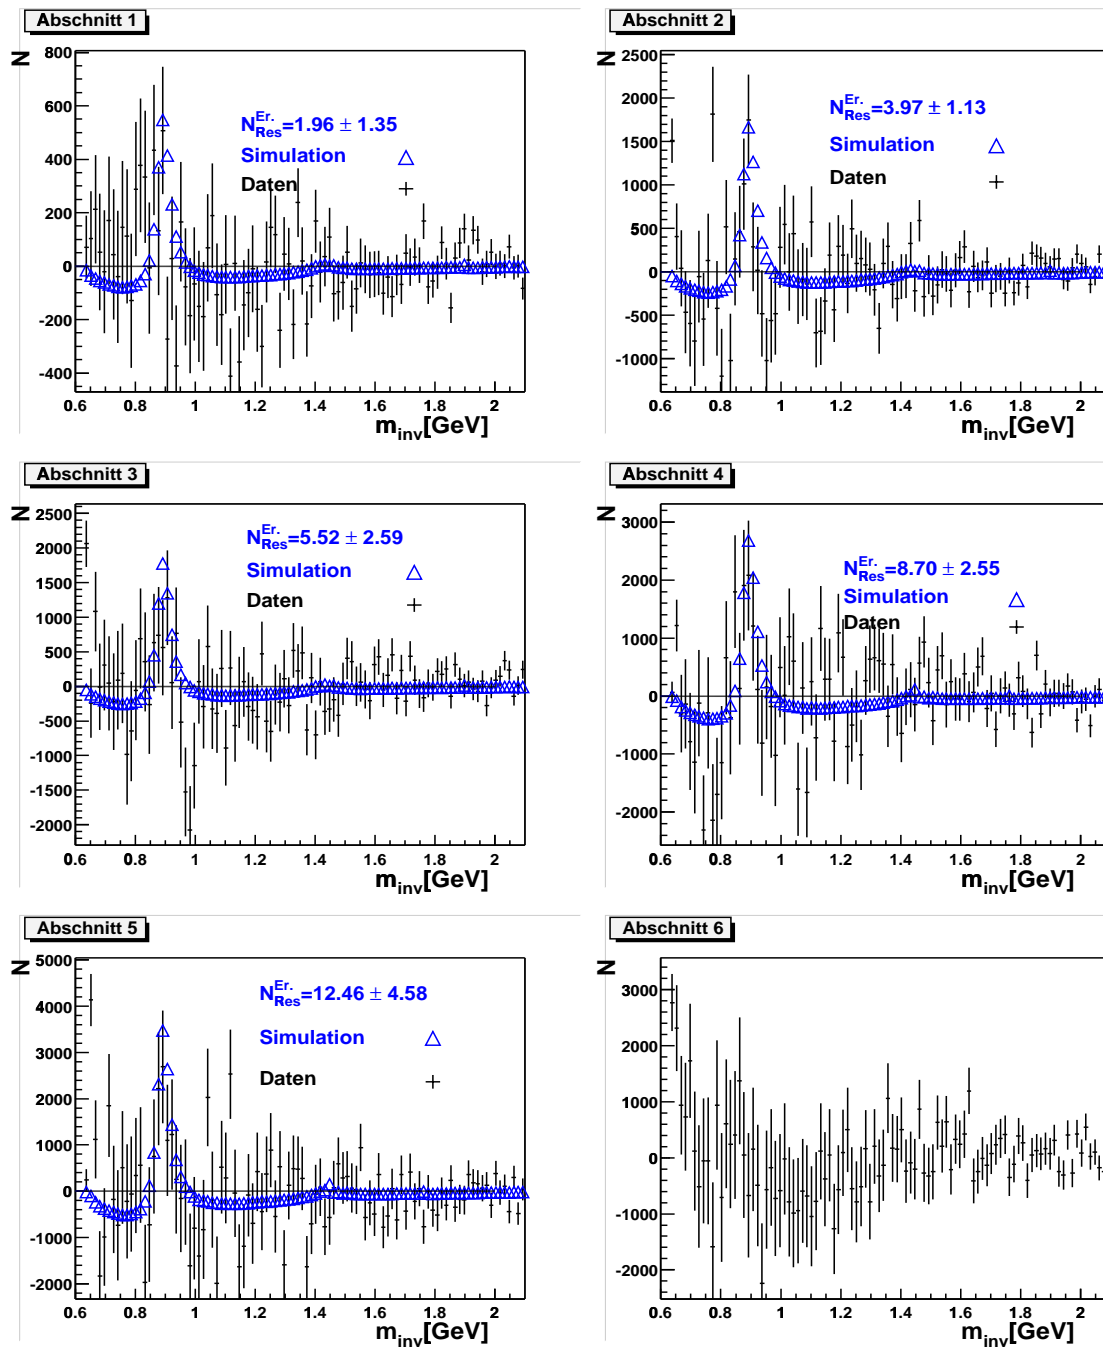 Abschnitt 1
N
800
600
400
200
0
-200
-400
N_Res^Er.=1.96 ± 1.35
Simulation
Daten
0.6 0.8 1 1.2 1.4 1.6 1.8 2
m_inv[GeV]
Abschnitt 2
N
2500
2000
1500
1000
500
0
-500
-1000
N_Res^Er.=3.97 ± 1.13
Simulation
Daten
0.6 0.8 1 1.2 1.4 1.6 1.8 2
m_inv[GeV]
Abschnitt 3
N
2500
2000
1500
1000
500
0
-500
-1000
-1500
-2000
N_Res^Er.=5.52 ± 2.59
Simulation
Daten
0.6 0.8 1 1.2 1.4 1.6 1.8 2
m_inv[GeV]
Abschnitt 4
N
3000
2000
1000
0
-1000
-2000
N_Res^Er.=8.70 ± 2.55
Simulation
Daten
0.6 0.8 1 1.2 1.4 1.6 1.8 2
m_inv[GeV]
Abschnitt 5
N
5000
4000
3000
2000
1000
0
-1000
-2000
N_Res^Er.=12.46 ± 4.58
Simulation
Daten
0.6 0.8 1 1.2 1.4 1.6 1.8 2
m_inv[GeV]
Abschnitt 6
N
3000
2000
1000
0
-1000
-2000
0.6 0.8 1 1.2 1.4 1.6 1.8 2
m_inv[GeV]